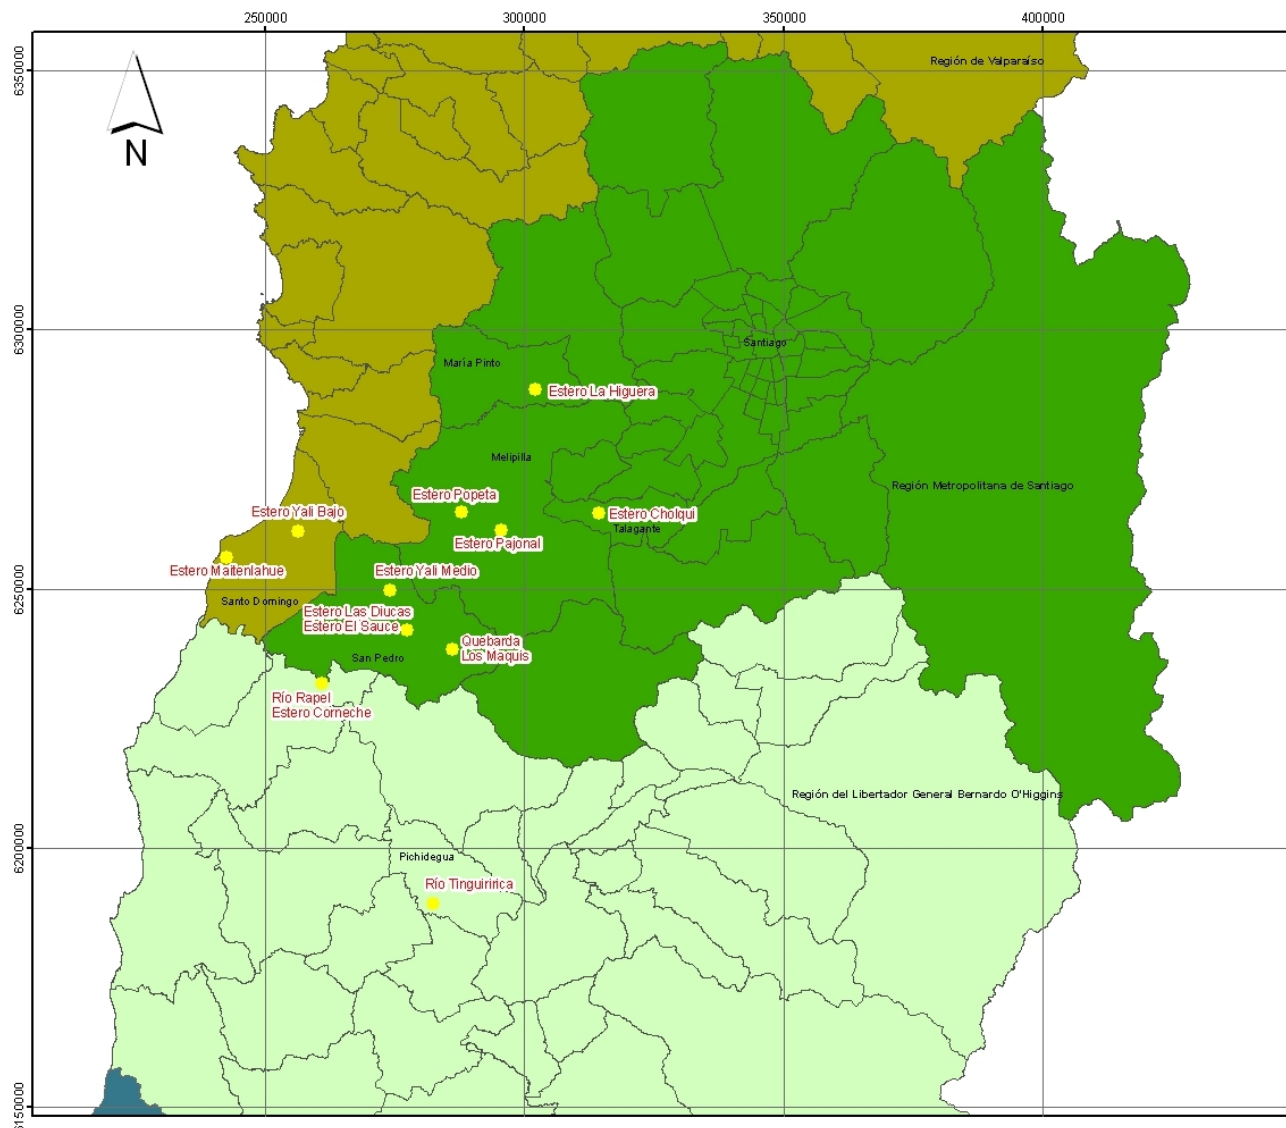 250000
300000
350000
400000
6350000
Región de Valparaíso
N
6300000
Santiago
María Pinto
Estero La Higuera
Melipilla
Región Metropolitana de Santiago
Estero Popeta
Estero Yali Bajo
Estero Cholqui
Talagante
Estero Pajonal
Estero Maitenlahue
Estero Yali Medio
6250000
Santo Domingo
Estero Las Diucas
Estero El Sauce
Quebarda
Los Maquis
San Pedro
Río Rapel
Estero Corneche
Región del Libertador General Bernardo O'Higgins
6200000
Pichidegua
Río Tinguiririca
6150000